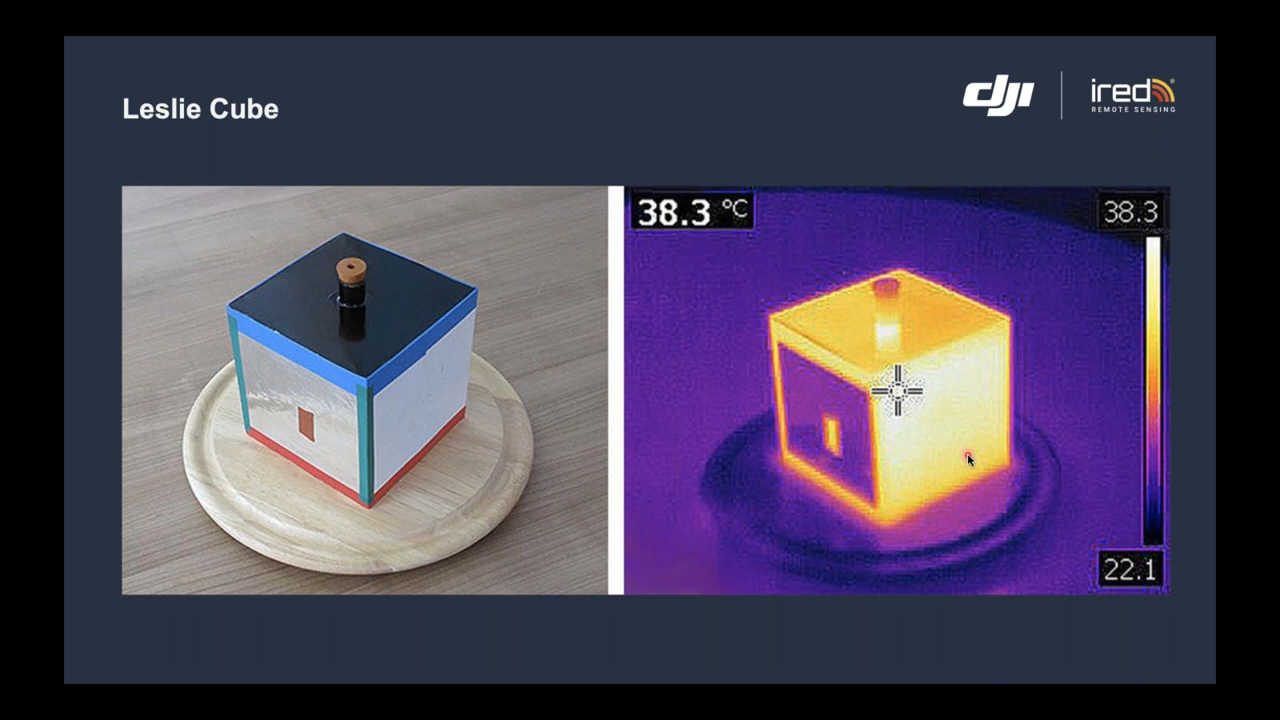 Leslie Cube
dji
ired
REMOTE SENSING
38.3 °C
38.3
22.1